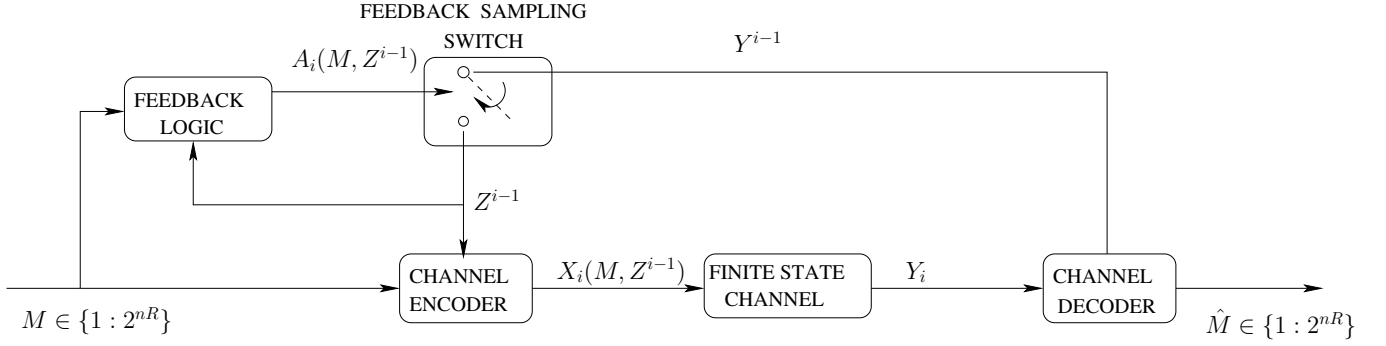 FEEDBACK SAMPLING
SWITCH
Y^{i−1}
A_i(M, Z^{i−1})
FEEDBACK
LOGIC
Z^{i−1}
CHANNEL
ENCODER
X_i(M, Z^{i−1})
FINITE STATE
CHANNEL
Y_i
CHANNEL
DECODER
M ∈ {1 : 2^{nR}}
M̂ ∈ {1 : 2^{nR}}